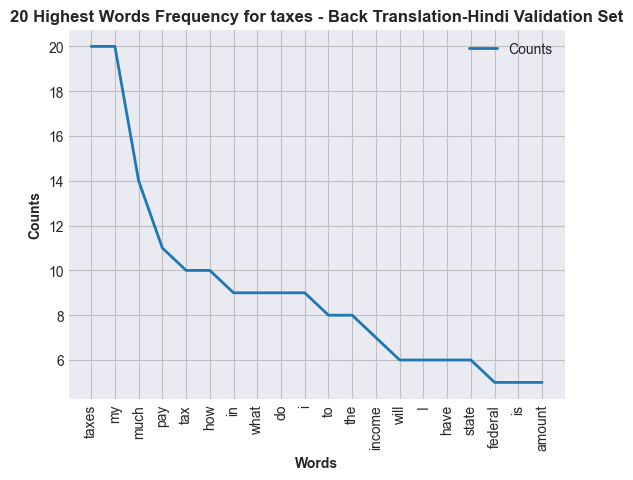 20 Highest Words Frequency for taxes - Back Translation-Hindi Validation Set
Counts
Counts
20
18
16
14
12
10
8
6
taxes
my
much
pay
tax
how
in
what
do
i
to
the
income
will
I
have
state
federal
is
amount
Words